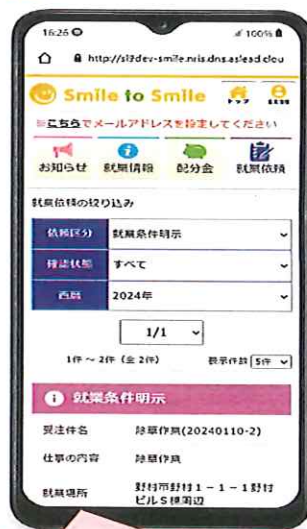 16:26
100%
http://sl9dev-smile.nris.dns.aslead.clou
Smile to Smile
トップ
※こちらでメールアドレスを設定してください
お知らせ
就業情報
配分金
就業依頼
就業依頼の絞り込み
依頼区分 就業条件明示
確認状態 すべて
西暦 2024年
1/1
1件 ～ 2件 (全 2件) 表示件数 5件
就業条件明示
受注件名 除草作業(20240110-2)
仕事の内容 除草作業
就業場所 野村市野村1-1-1野村
ビルS棟周辺